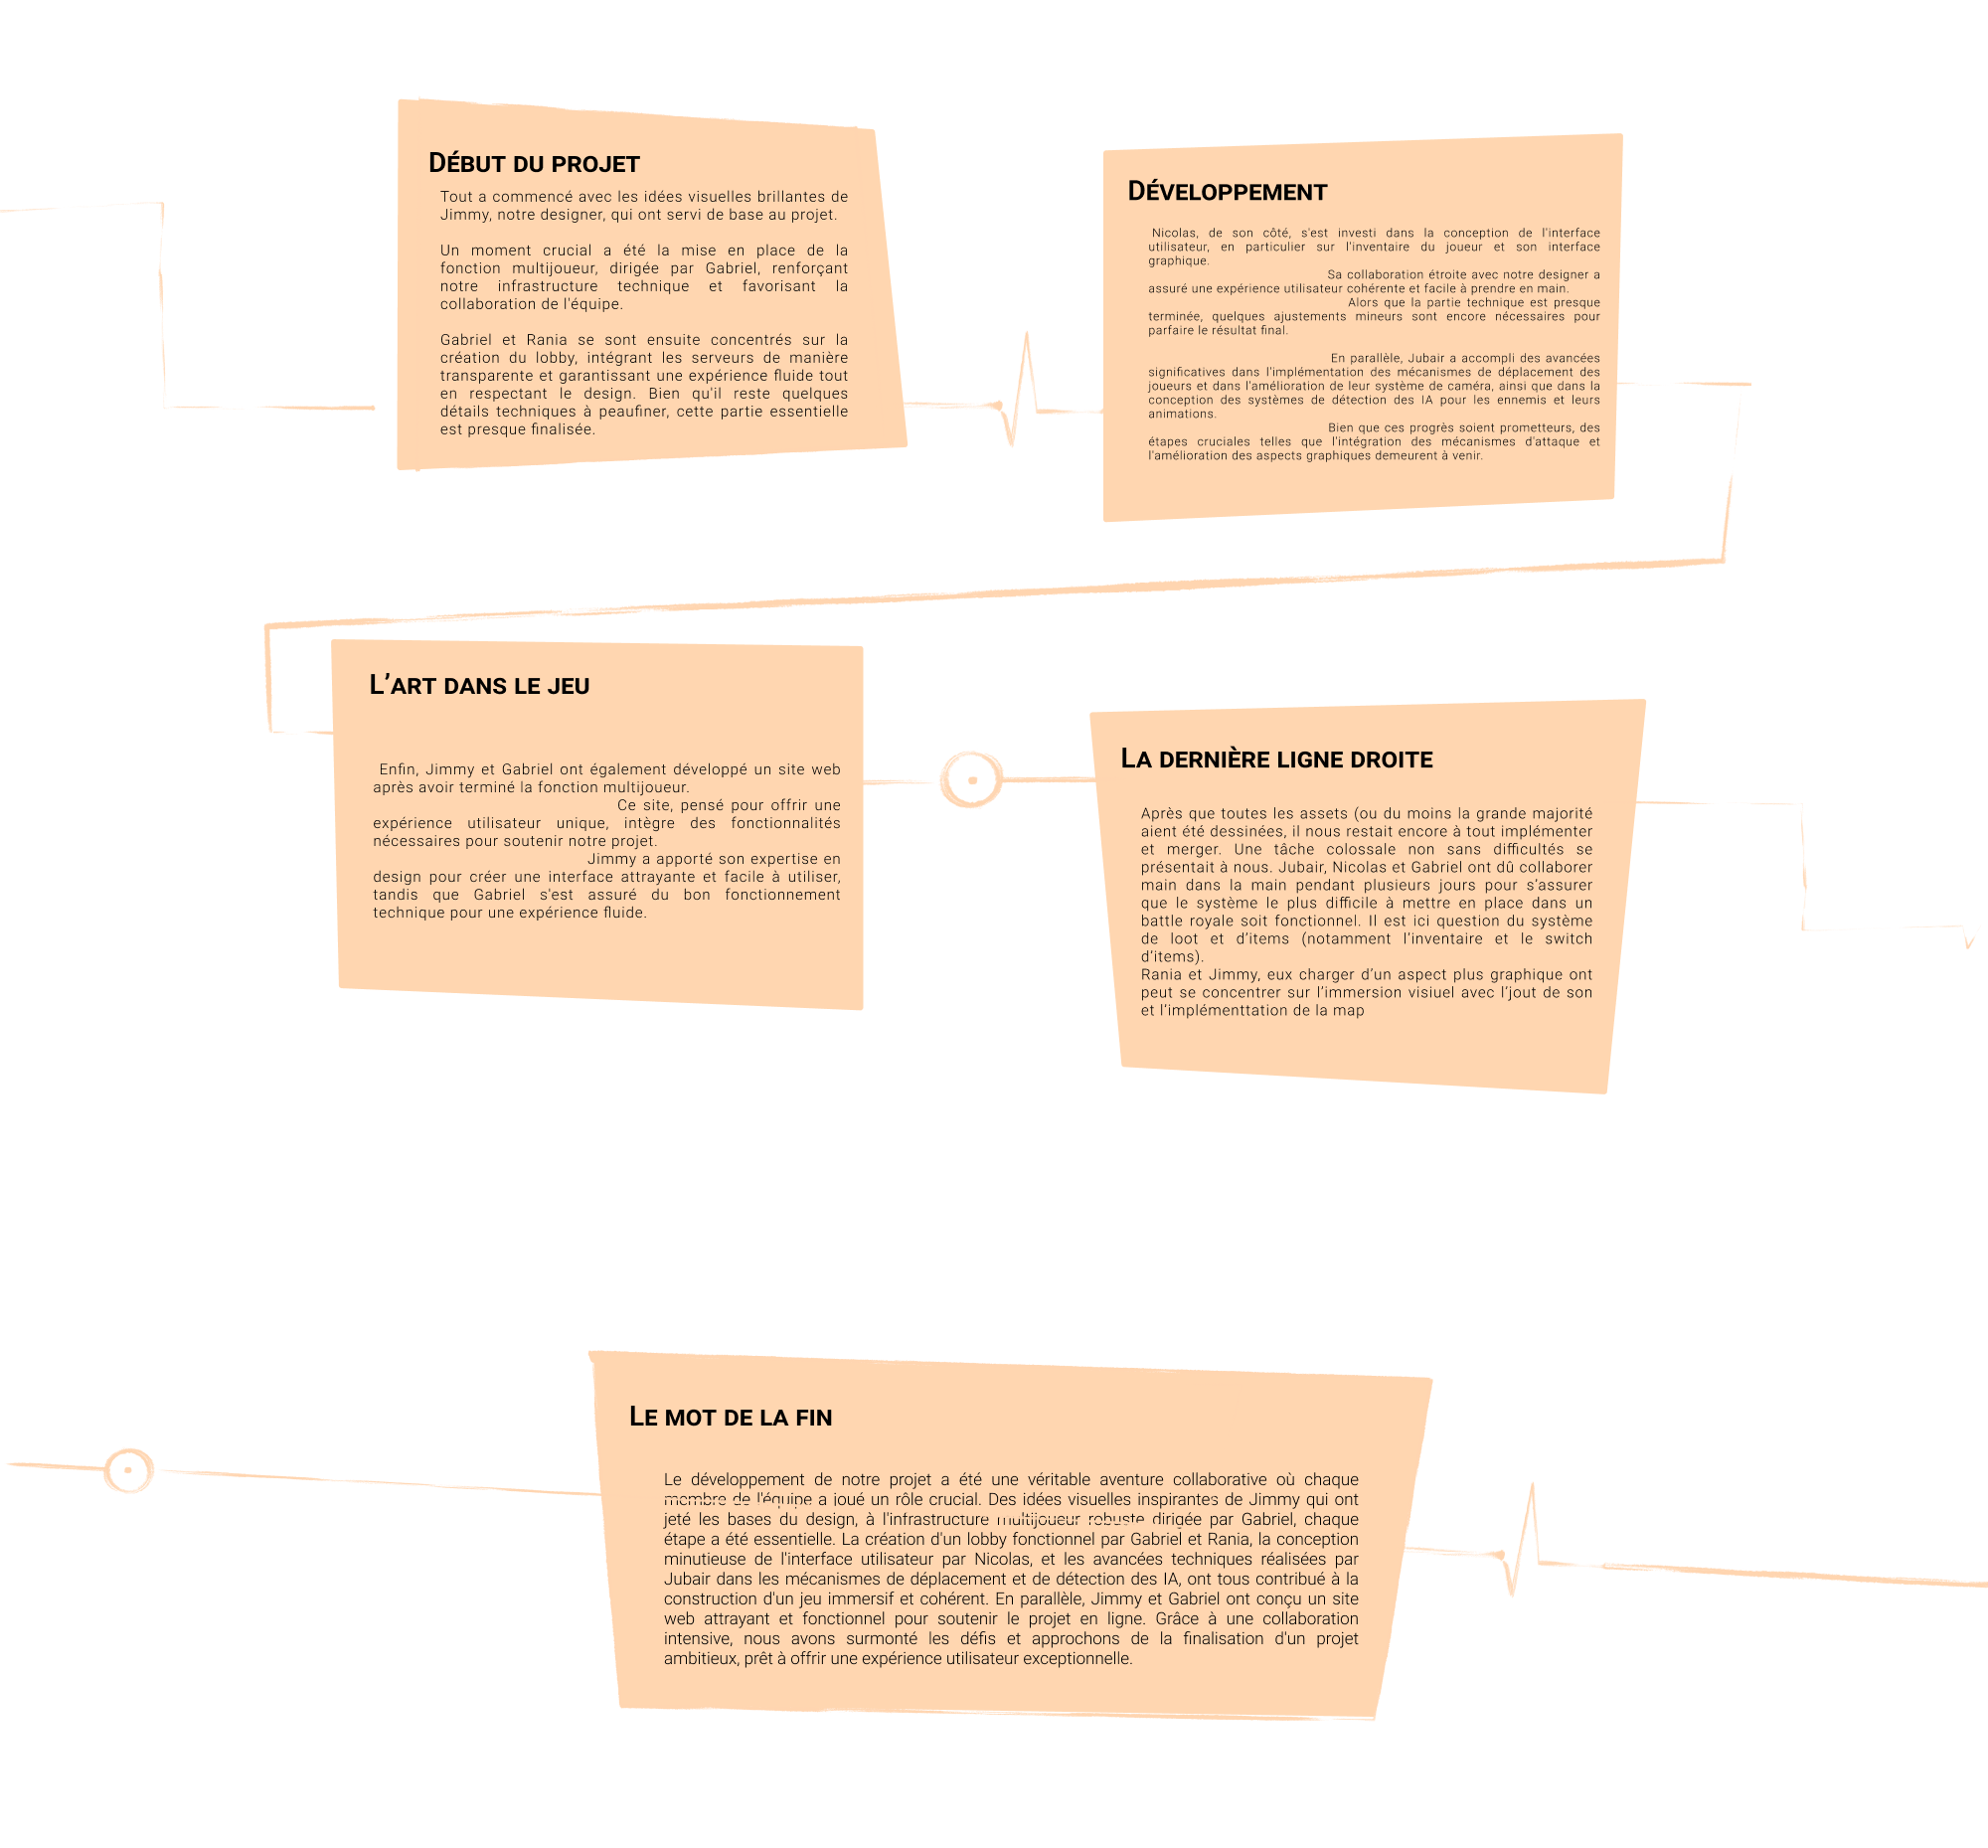 Début du projet
Tout a commencé avec les idées visuelles brillantes de
Jimmy, notre designer, qui ont servi de base au projet.
Un moment crucial a été la mise en place de la
fonction multijoueur, dirigée par Gabriel, renforçant
notre infrastructure technique et favorisant la
collaboration de l'équipe.
Gabriel et Rania se sont ensuite concentrés sur la
création du lobby, intégrant les serveurs de manière
transparente et garantissant une expérience fluide tout
en respectant le design. Bien qu'il reste quelques
détails techniques à peaufiner, cette partie essentielle
est presque finalisée.
Développement
Nicolas, de son côté, s'est investi dans la conception de l'interface
utilisateur, en particulier sur l'inventaire du joueur et son interface
graphique.
Sa collaboration étroite avec notre designer a
assuré une expérience utilisateur cohérente et facile à prendre en main.
Alors que la partie technique est presque
terminée, quelques ajustements mineurs sont encore nécessaires pour
parfaire le résultat final.
En parallèle, Jubair a accompli des avancées
significatives dans l'implémentation des mécanismes de déplacement des
joueurs et dans l'amélioration de leur système de caméra, ainsi que dans la
conception des systèmes de détection des IA pour les ennemis et leurs
animations.
Bien que ces progrès soient prometteurs, des
étapes cruciales telles que l'intégration des mécanismes d'attaque et
l'amélioration des aspects graphiques demeurent à venir.
L’art dans le jeu
Enfin, Jimmy et Gabriel ont également développé un site web
après avoir terminé la fonction multijoueur.
Ce site, pensé pour offrir une
expérience utilisateur unique, intègre des fonctionnalités
nécessaires pour soutenir notre projet.
Jimmy a apporté son expertise en
design pour créer une interface attrayante et facile à utiliser,
tandis que Gabriel s'est assuré du bon fonctionnement
technique pour une expérience fluide.
La dernière ligne droite
Après que toutes les assets (ou du moins la grande majorité
aient été dessinées, il nous restait encore à tout implémenter
et merger. Une tâche colossale non sans difficultés se
présentait à nous. Jubair, Nicolas et Gabriel ont dû collaborer
main dans la main pendant plusieurs jours pour s’assurer
que le système le plus difficile à mettre en place dans un
battle royale soit fonctionnel. Il est ici question du système
de loot et d’items (notamment l’inventaire et le switch
d’items).
Rania et Jimmy, eux charger d’un aspect plus graphique ont
peut se concentrer sur l’immersion visiuel avec l’jout de son
et l’implémenttation de la map
Le mot de la fin
Le développement de notre projet a été une véritable aventure collaborative où chaque
membre de l'équipe a joué un rôle crucial. Des idées visuelles inspirantes de Jimmy qui ont
jeté les bases du design, à l'infrastructure multijoueur robuste dirigée par Gabriel, chaque
étape a été essentielle. La création d'un lobby fonctionnel par Gabriel et Rania, la conception
minutieuse de l'interface utilisateur par Nicolas, et les avancées techniques réalisées par
Jubair dans les mécanismes de déplacement et de détection des IA, ont tous contribué à la
construction d'un jeu immersif et cohérent. En parallèle, Jimmy et Gabriel ont conçu un site
web attrayant et fonctionnel pour soutenir le projet en ligne. Grâce à une collaboration
intensive, nous avons surmonté les défis et approchons de la finalisation d'un projet
ambitieux, prêt à offrir une expérience utilisateur exceptionnelle.